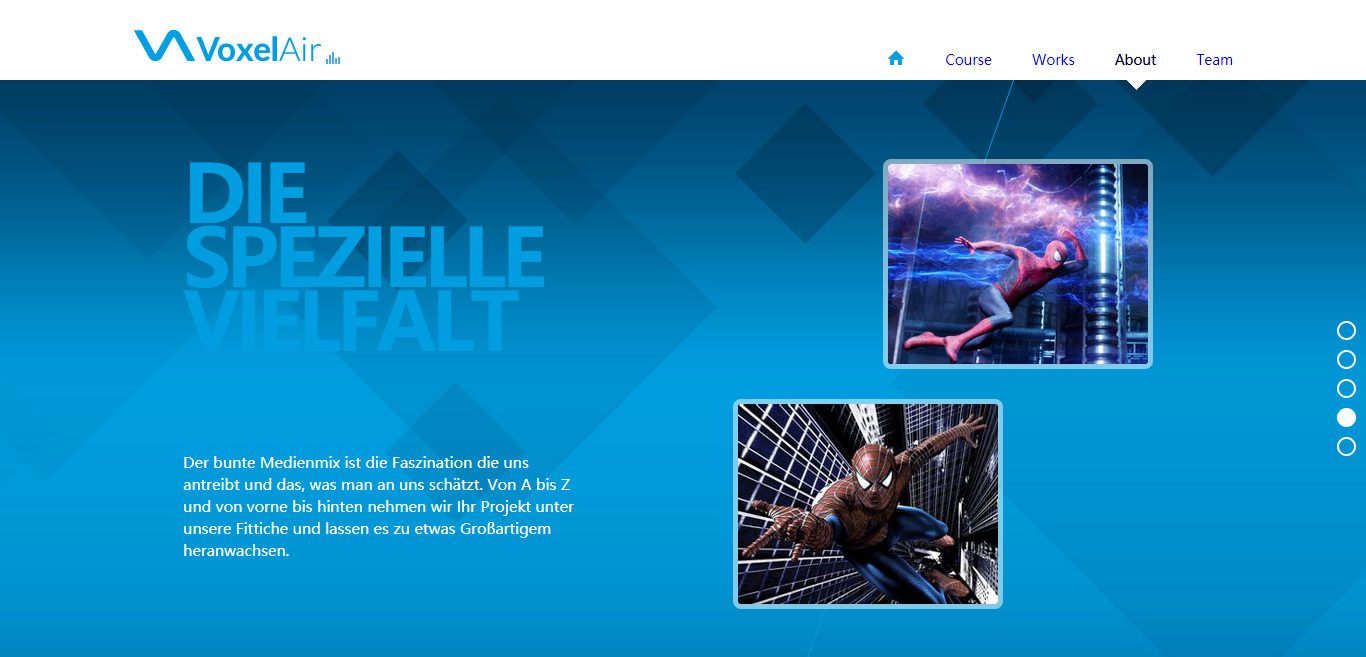 VoxelAir
Course Works About Team
DIE
SPEZIELLE
VIELFALT
Der bunte Medienmix ist die Faszination die uns
antreibt und das, was man an uns schätzt. Von A bis Z
und von vorne bis hinten nehmen wir Ihr Projekt unter
unsere Fittiche und lassen es zu etwas Großartigem
heranwachsen.